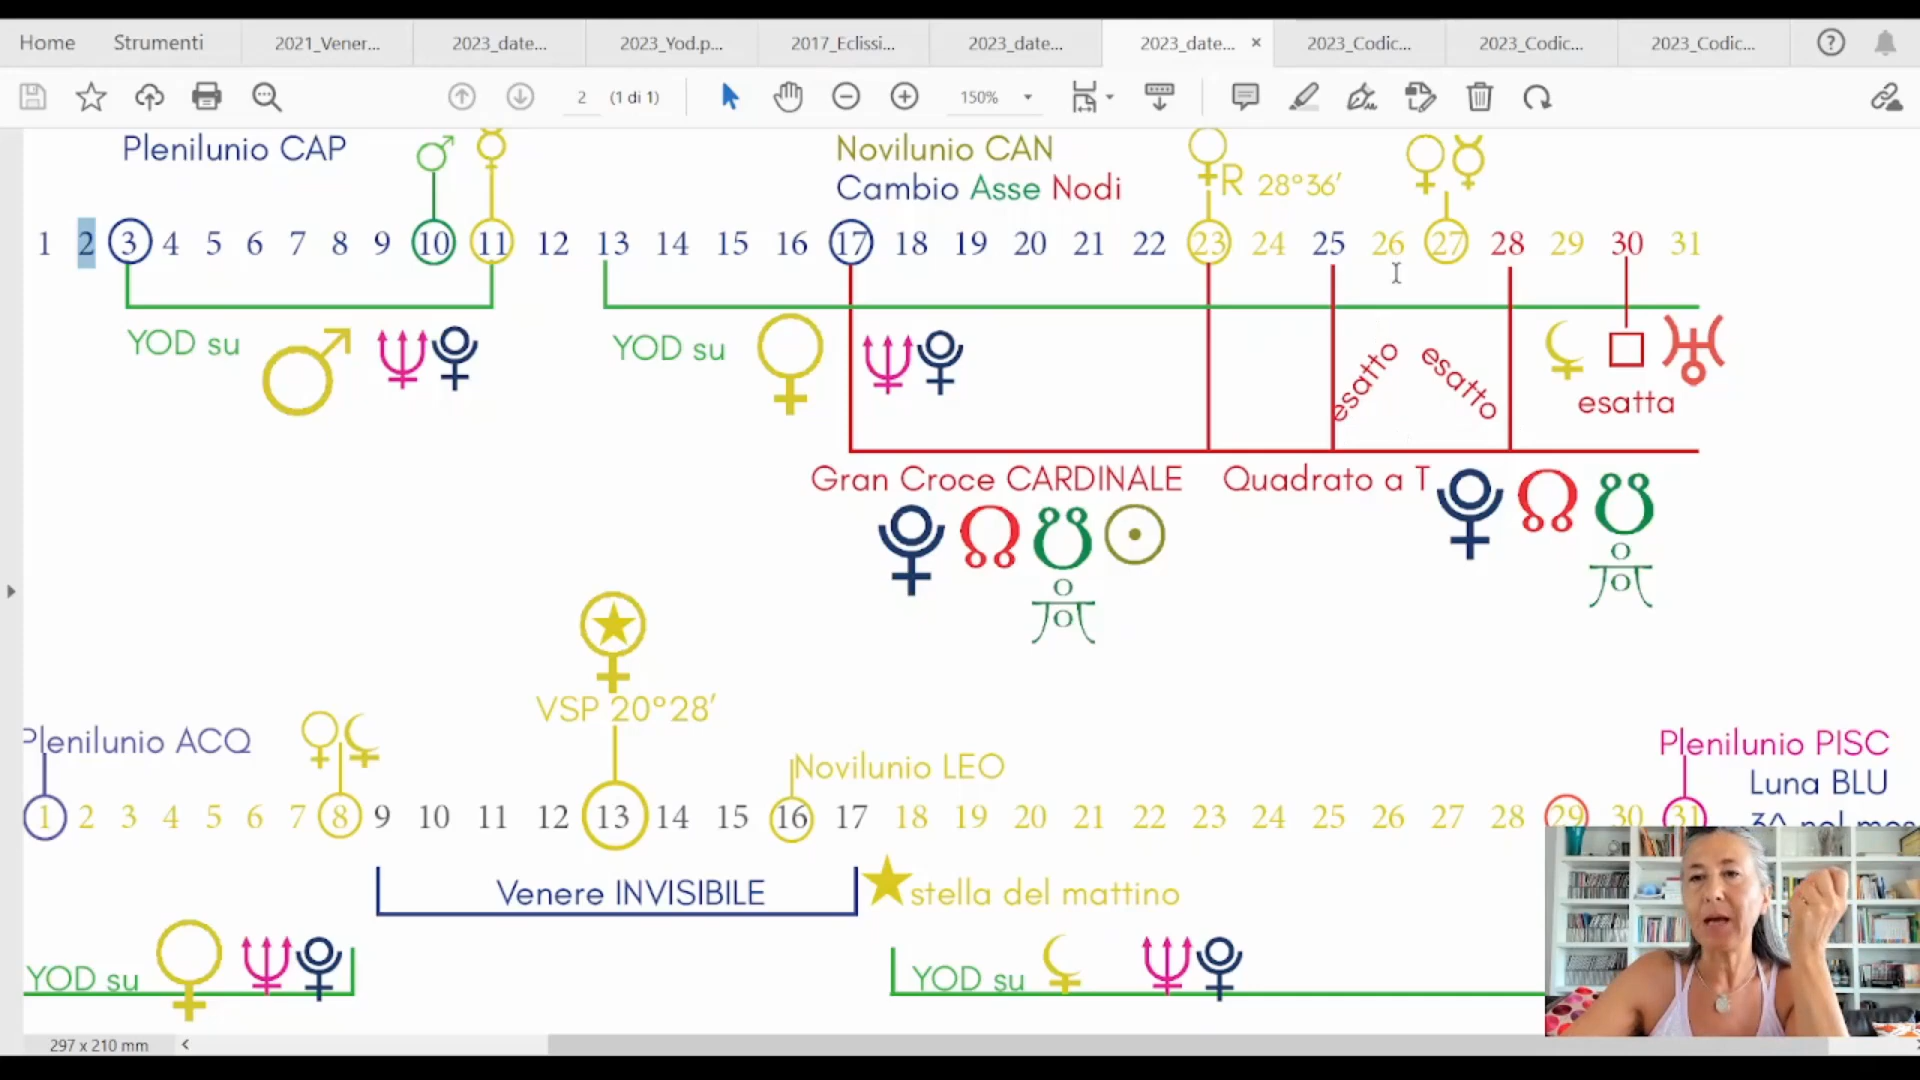 Home Strumenti 2021_Vener... 2023_date... 2023_Yod.p... 2017_Eclissi... 2023_date... 2023_date... × 2023_Codic... 2023_Codic... 2023_Codic...
2 (1 di 1) 150%
Plenilunio CAP
Novilunio CAN
Cambio Asse Nodi
R 28°36'
1 2 3 4 5 6 7 8 9 10 11 12 13 14 15 16 17 18 19 20 21 22 23 24 25 26 27 28 29 30 31
YOD su
YOD su
esatto
esatto
esatta
Gran Croce CARDINALE
Quadrato a T
VSP 20°28'
Plenilunio ACQ
Novilunio LEO
Plenilunio PISC
Luna BLU
1 2 3 4 5 6 7 8 9 10 11 12 13 14 15 16 17 18 19 20 21 22 23 24 25 26 27 28 29 30 31
Venere INVISIBILE
stella del mattino
YOD su
YOD su
297 x 210 mm